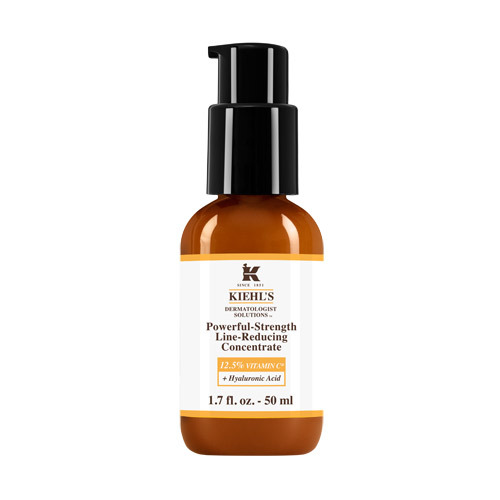 K
SINCE 1851
KIEHL'S
DERMATOLOGIST
SOLUTIONS™
Powerful-Strength
Line-Reducing
Concentrate
12.5% VITAMIN C*
+ Hyaluronic Acid
1.7 fl. oz. - 50 ml